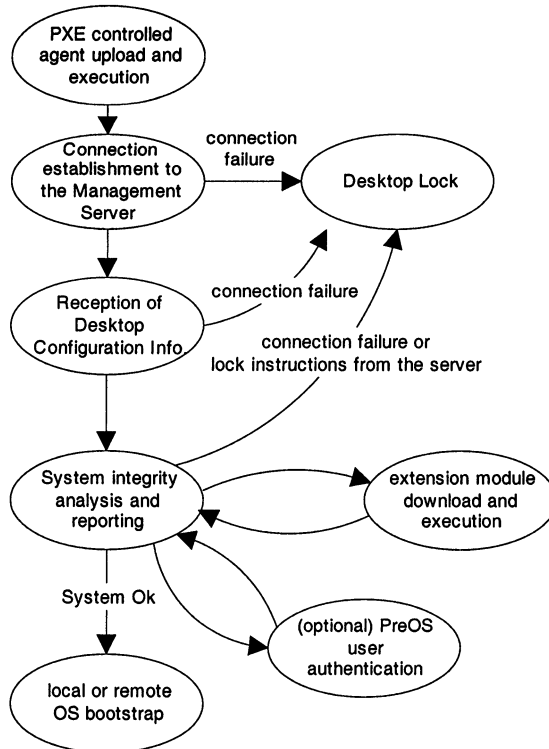 PXE controlled
agent upload and
execution
Connection
establishment to
the Management
Server
connection
failure
Desktop Lock
Reception of
Desktop
Configuration Info.
connection failure
connection failure or
lock instructions from the server
System integrity
analysis and
reporting
extension module
download and
execution
System Ok
(optional) PreOS
user
authentication
local or remote
OS bootstrap